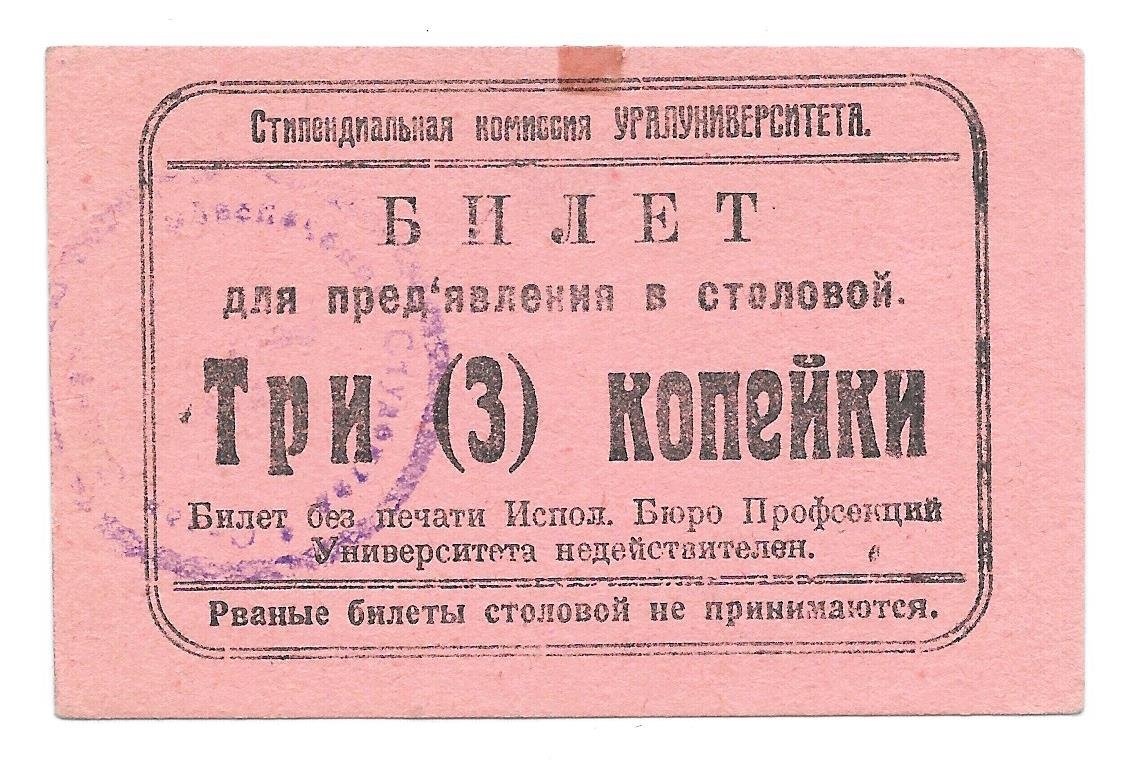 Стипендиальная комиссия УРАЛУНИВЕРСИТЕТА.
БИЛЕТ
для пред‘явления в столовой.
Три (3) копейки
Билет без печати Испол. Бюро Профсекций
Университета недействителен.
Рваные билеты столовой не принимаются.